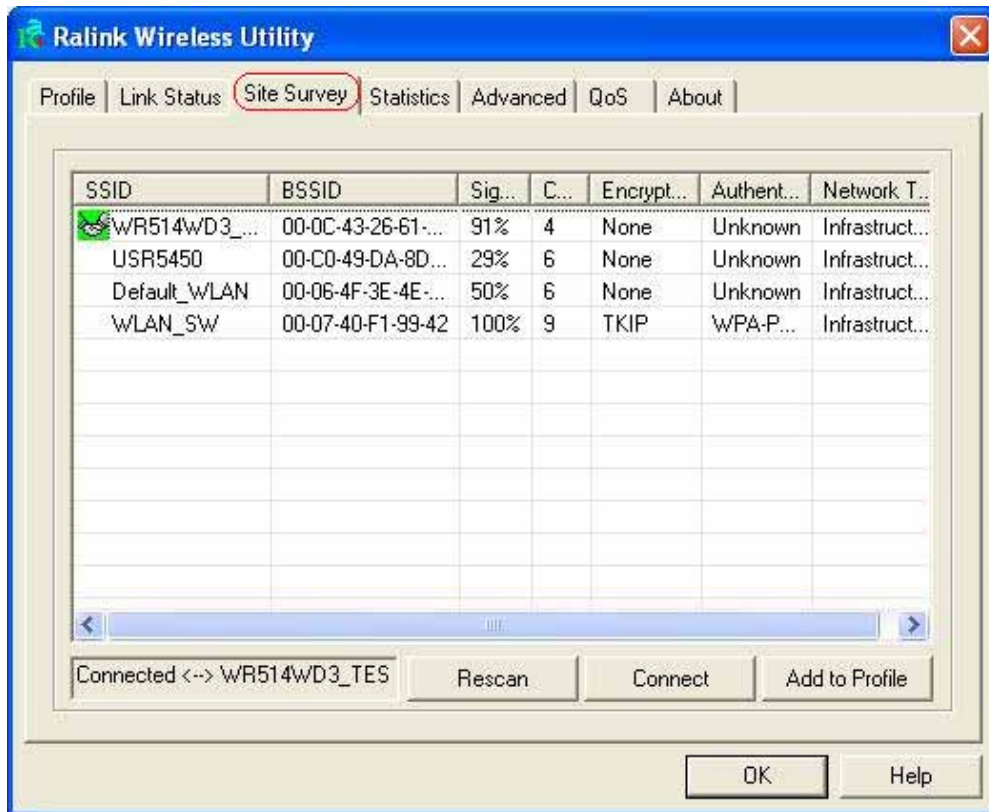 Ralink Wireless Utility
Profile Link Status Site Survey Statistics Advanced QoS About
SSID BSSID Sig... C... Encrypt... Authent... Network T...
WR514WD3_... 00-0C-43-26-61-... 91% 4 None Unknown Infrastruct...
USR5450 00-C0-49-DA-8D... 29% 6 None Unknown Infrastruct...
Default_WLAN 00-06-4F-3E-4E-... 50% 6 None Unknown Infrastruct...
WLAN_SW 00-07-40-F1-99-42 100% 9 TKIP WPA-P... Infrastruct...
Connected <--> WR514WD3_TES Rescan Connect Add to Profile
OK Help